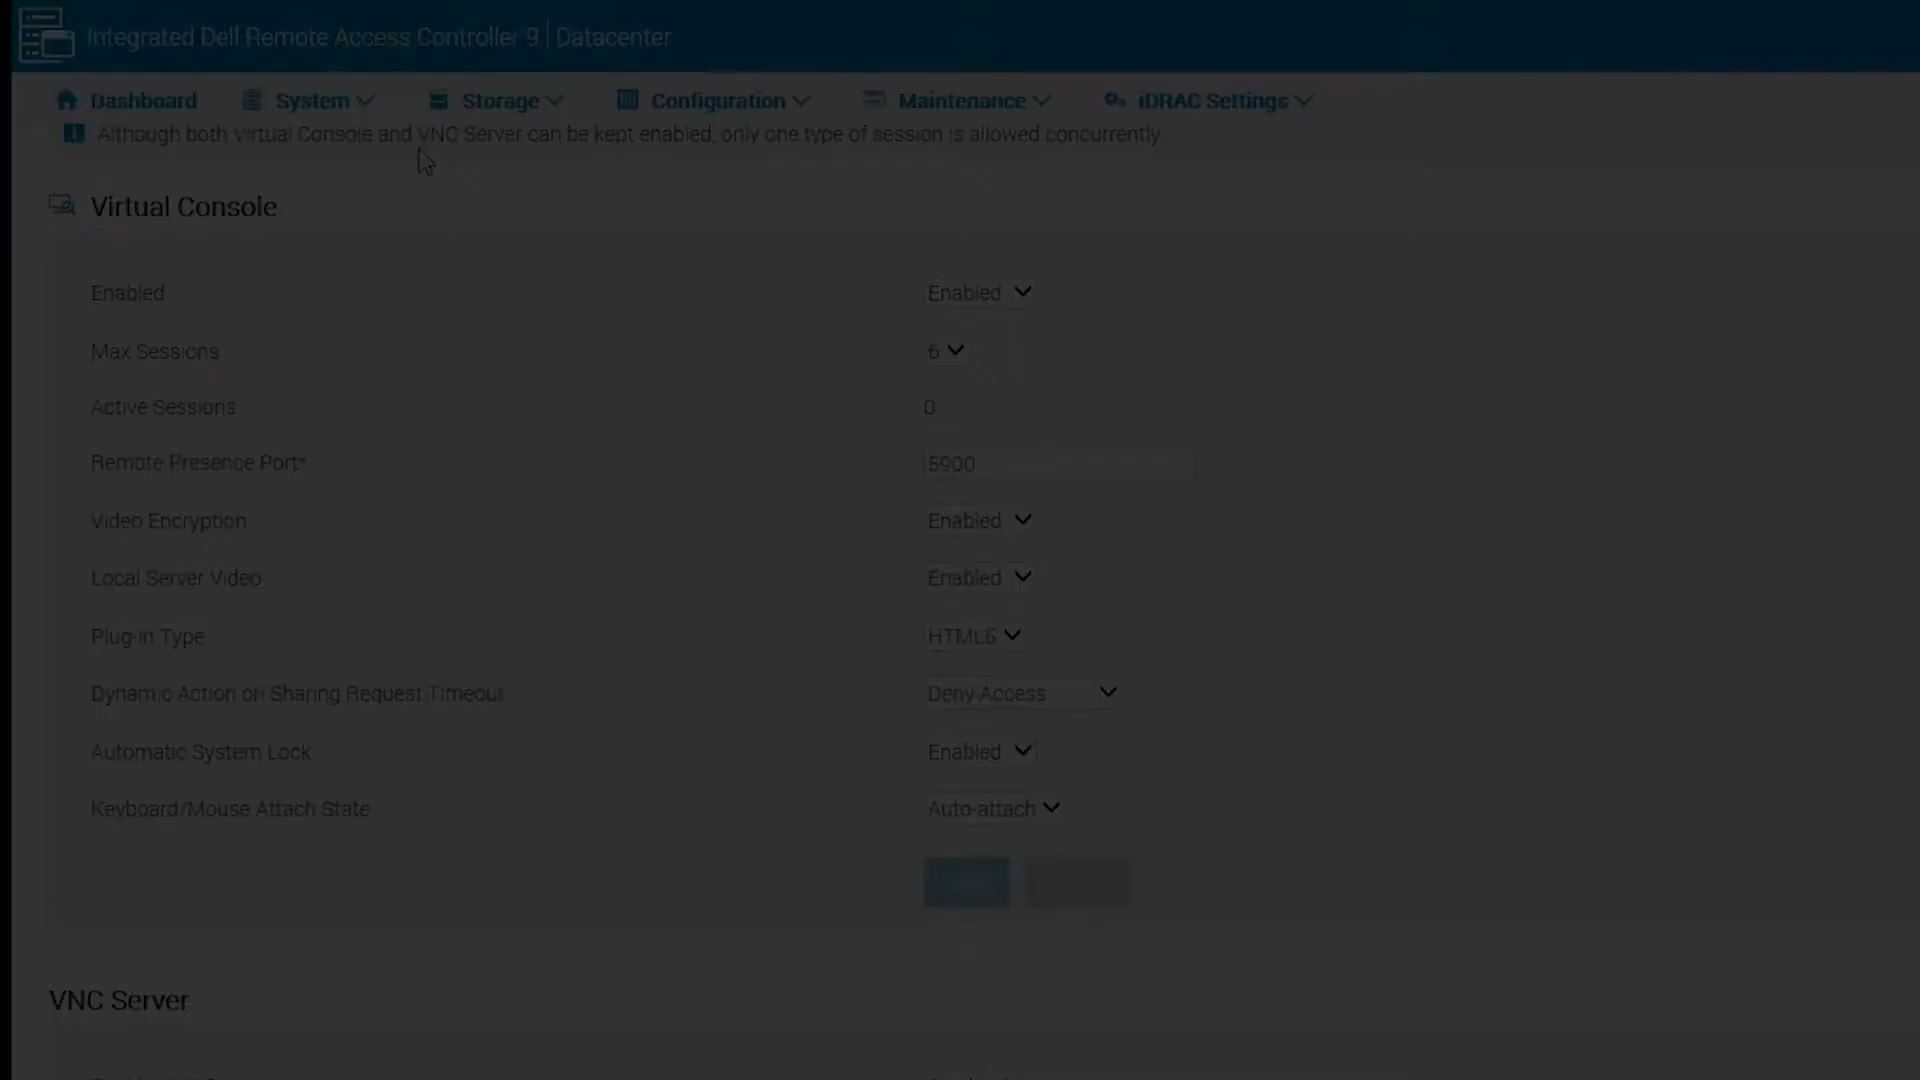 Integrated Dell Remote Access Controller 9 | Datacenter
Dashboard System Storage Configuration Maintenance iDRAC Settings
Although both Virtual Console and VNC Server can be kept enabled, only one type of session is allowed concurrently.
Virtual Console
Enabled Enabled
Max Sessions 6
Active Sessions 0
Remote Presence Port* 5900
Video Encryption Enabled
Local Server Video Enabled
Plug-in Type HTML5
Dynamic Action on Sharing Request Timeout Deny Access
Automatic System Lock Enabled
Keyboard/Mouse Attach State Auto-attach
VNC Server